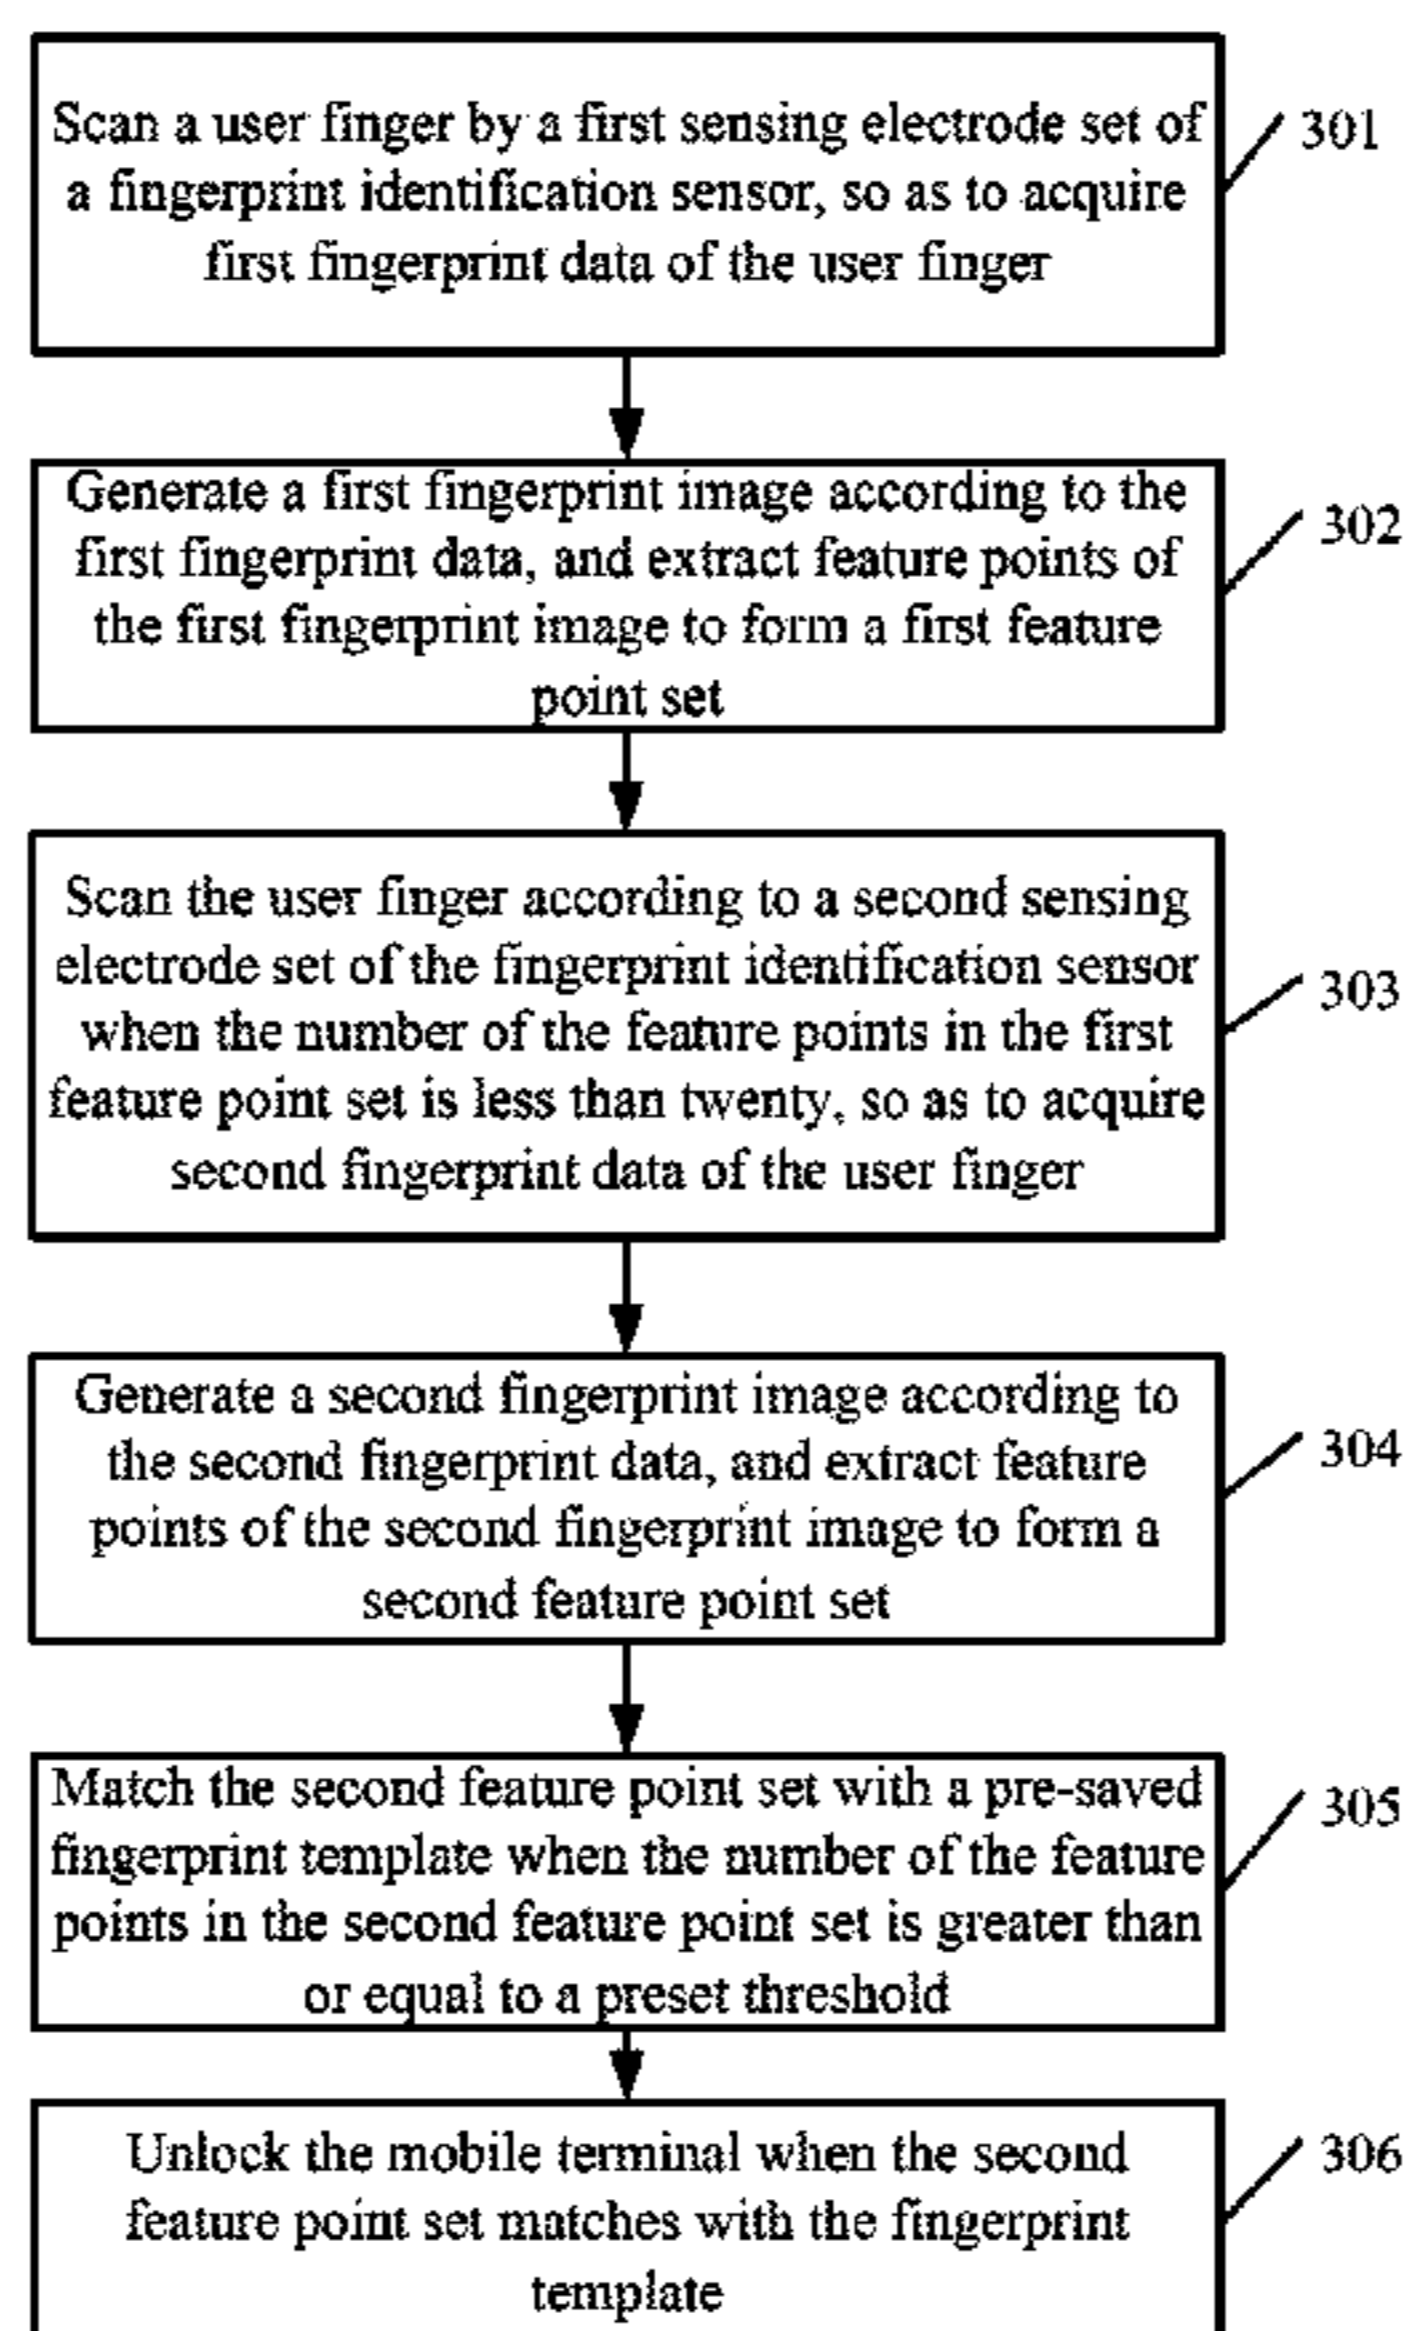 Scan a user finger by a first sensing electrode set of
a fingerprint identification sensor, so as to acquire
first fingerprint data of the user finger
301
Generate a first fingerprint image according to the
first fingerprint data, and extract feature points of
the first fingerprint image to form a first feature
point set
302
Scan the user finger according to a second sensing
electrode set of the fingerprint identification sensor
when the number of the feature points in the first
feature point set is less than twenty, so as to acquire
second fingerprint data of the user finger
303
Generate a second fingerprint image according to
the second fingerprint data, and extract feature
points of the second fingerprint image to form a
second feature point set
304
Match the second feature point set with a pre-saved
fingerprint template when the number of the feature
points in the second feature point set is greater than
or equal to a preset threshold
305
Unlock the mobile terminal when the second
feature point set matches with the fingerprint
template
306